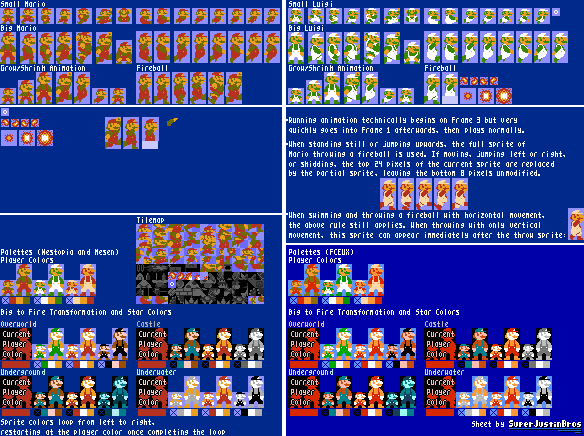 Small Mario
Big Mario
Grow/Shrink Animation
Fireball
Small Luigi
Big Luigi
Grow/Shrink Animation
Fireball
Running animation technically begins on Frame 3 but very
quickly goes into Frame 1 afterwards, then plays normally.
When standing still or jumping upwards, the full sprite of
Mario throwing a fireball is used. If moving, jumping left or right,
or skidding, the top 24 pixels of the current sprite are replaced
by the partial sprite, leaving the bottom 8 pixels unmodified.
When swimming and throwing a fireball with horizontal movement,
the above rule still applies. When throwing with only vertical
movement, this sprite can appear immediately after the throw sprite:
Tilemap
Palettes (Nestopia and Mesen)
Player Colors
Big to Fire Transformation and Star Colors
Overworld
Castle
Current
Player
Color
Current
Player
Color
Underground
Underwater
Current
Player
Color
Current
Player
Color
Sprite colors loop from left to right,
restarting at the player color once completing the loop
Palettes (FCEUX)
Player Colors
Big to Fire Transformation and Star Colors
Overworld
Castle
Current
Player
Color
Current
Player
Color
Underground
Underwater
Current
Player
Color
Current
Player
Color
Sheet by SuperJustinBros